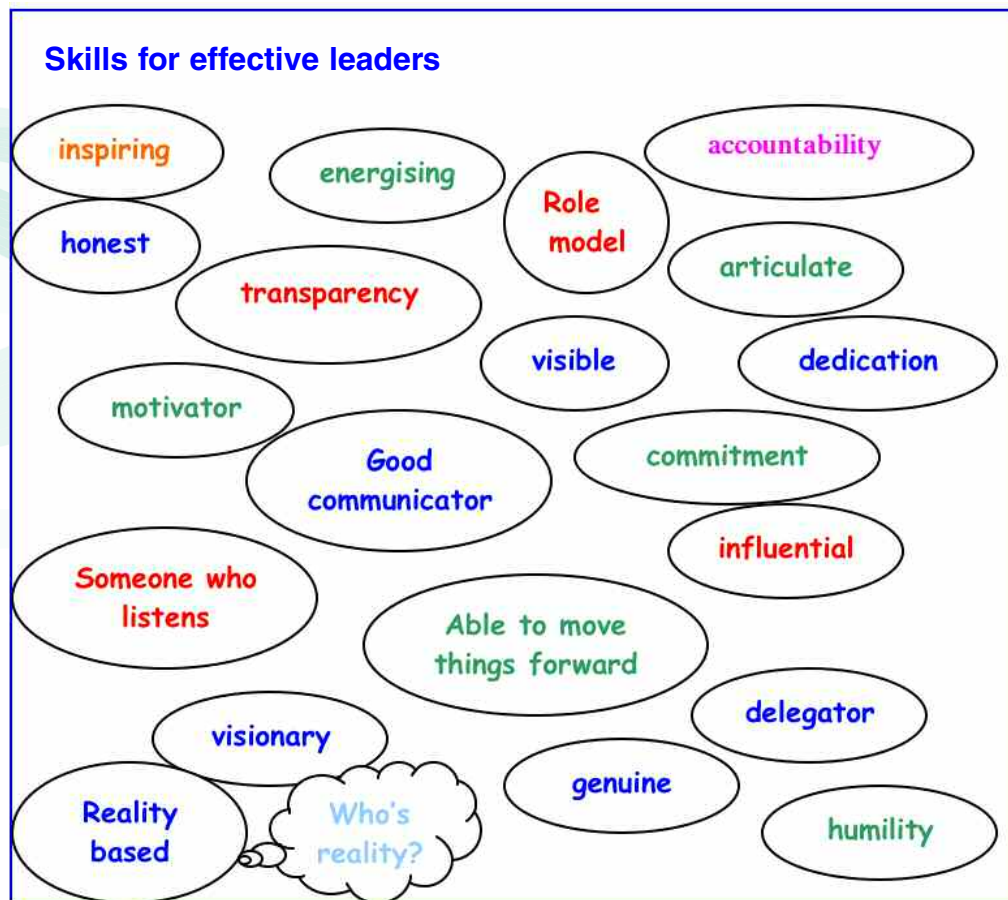 Skills for effective leaders
inspiring
energising
Role
model
accountability
honest
transparency
articulate
visible
dedication
motivator
Good
communicator
commitment
influential
Someone who
listens
Able to move
things forward
delegator
visionary
genuine
Reality
based
Who's
reality?
humility